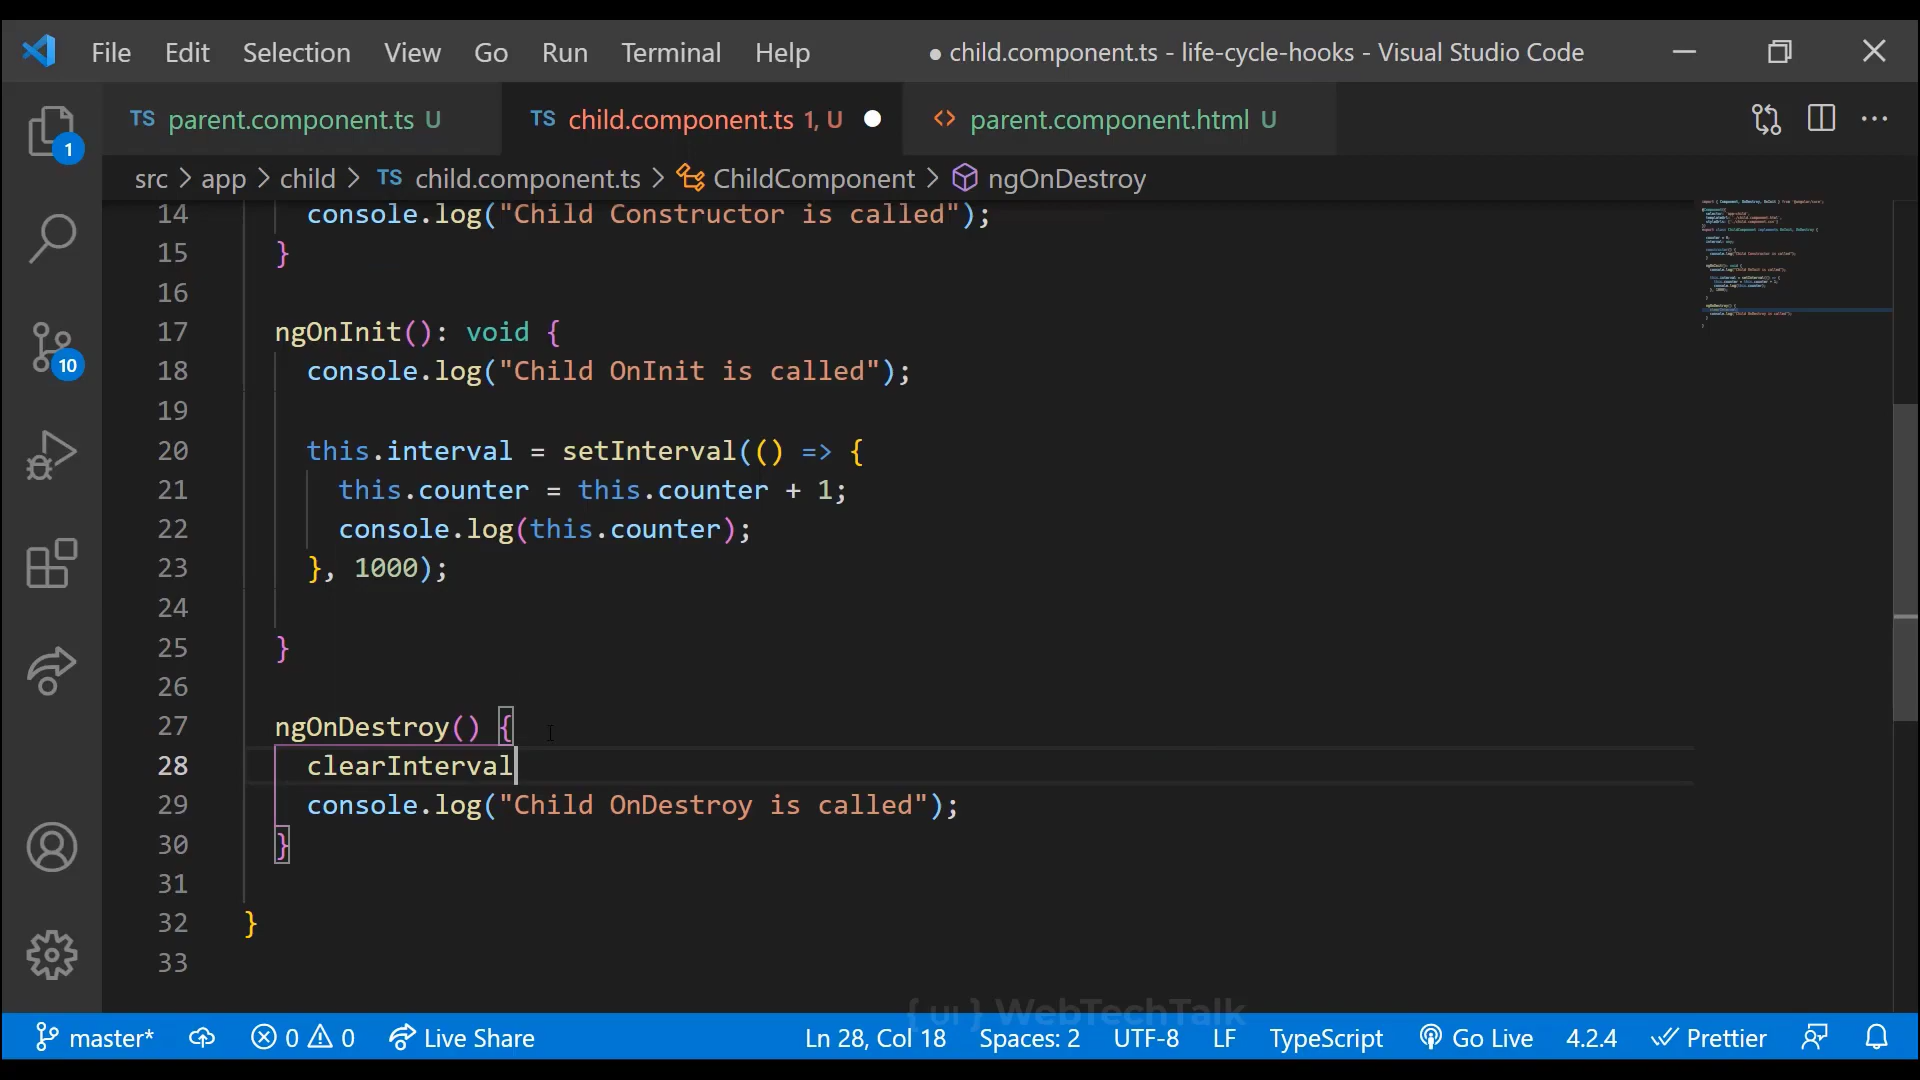 File Edit Selection View Go Run Terminal Help ● child.component.ts - life-cycle-hooks - Visual Studio Code
TS parent.component.ts U TS child.component.ts 1, U ● <> parent.component.html U ...
src > app > child > TS child.component.ts > ChildComponent > ngOnDestroy
1
10
14 console.log("Child Constructor is called");
15 }
16
17 ngOnInit(): void {
18 console.log("Child OnInit is called");
19
20 this.interval = setInterval(() => {
21 this.counter = this.counter + 1;
22 console.log(this.counter);
23 }, 1000);
24
25 }
26
27 ngOnDestroy() {
28 clearInterval
29 console.log("Child OnDestroy is called");
30 }
31
32 }
33
{ ui } WebTechTalk
master* 0 0 Live Share Ln 28, Col 18 Spaces: 2 UTF-8 LF TypeScript Go Live 4.2.4 Prettier